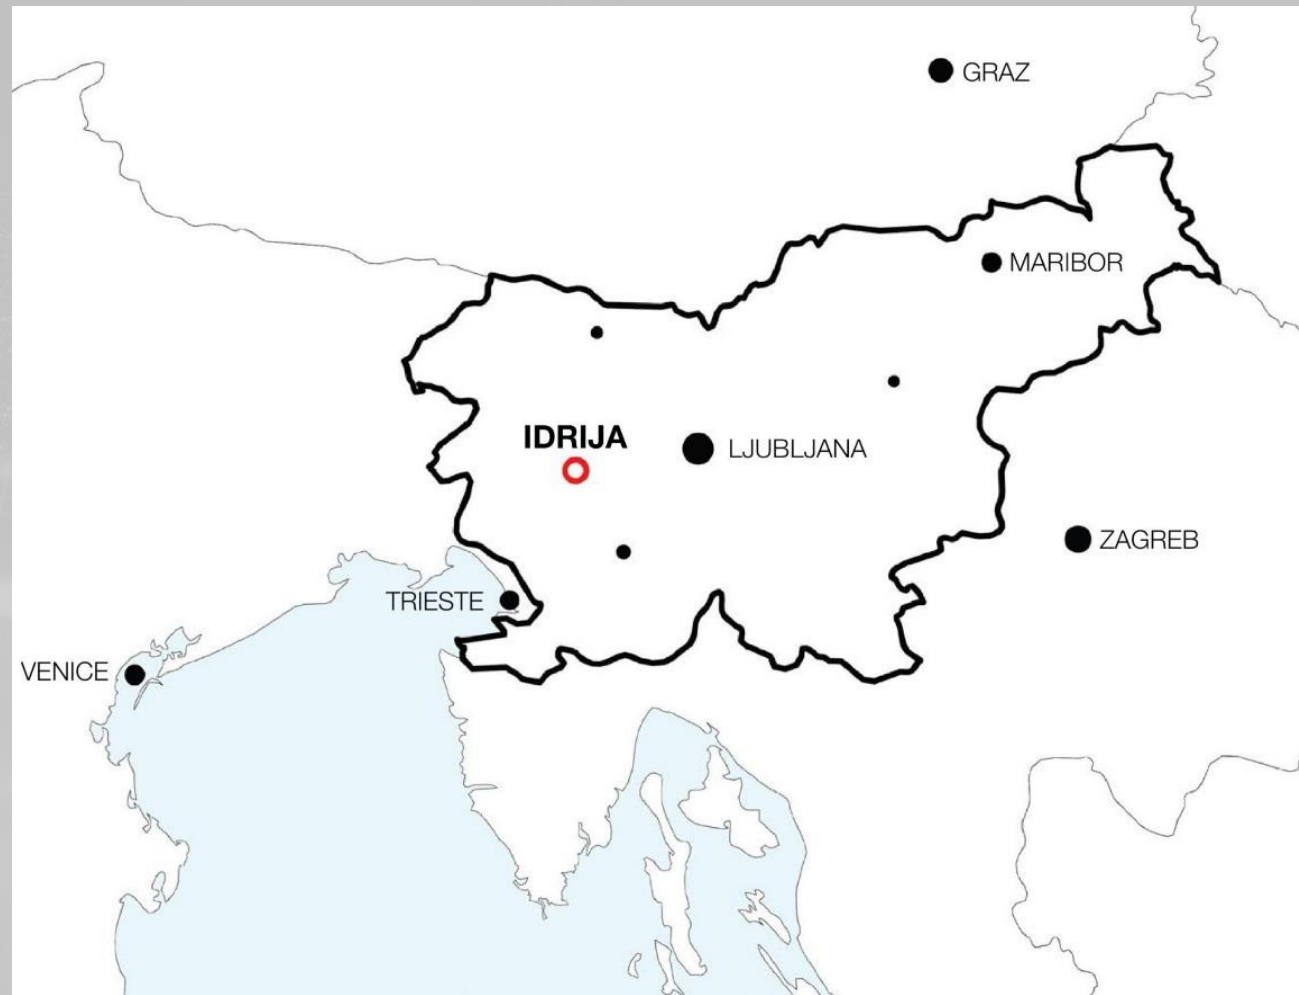 GRAZ
MARIBOR
IDRIJA
LJUBLJANA
ZAGREB
TRIESTE
VENICE